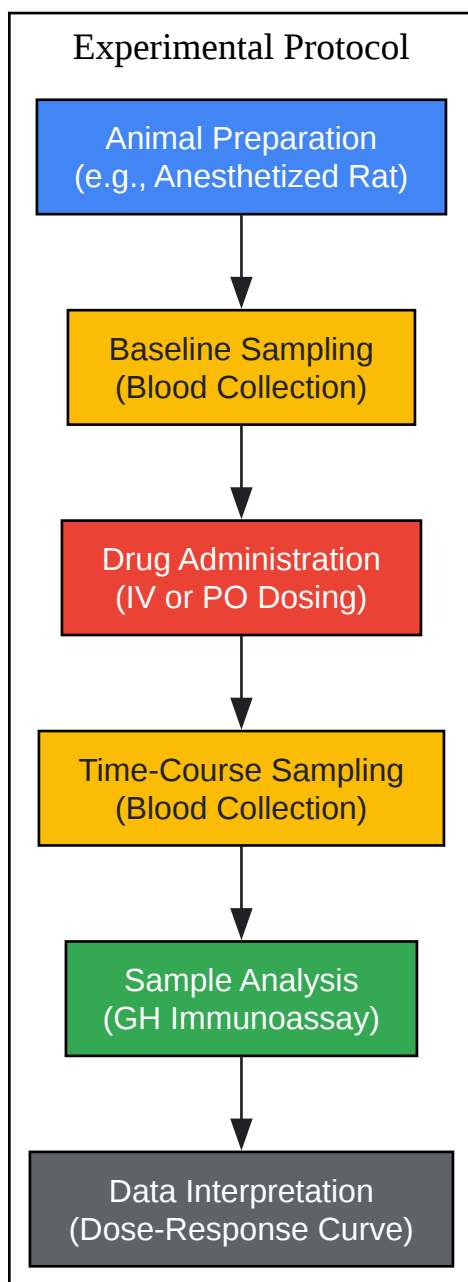 Experimental Protocol
Animal Preparation
(e.g., Anesthetized Rat)
Baseline Sampling
(Blood Collection)
Drug Administration
(IV or PO Dosing)
Time-Course Sampling
(Blood Collection)
Sample Analysis
(GH Immunoassay)
Data Interpretation
(Dose-Response Curve)